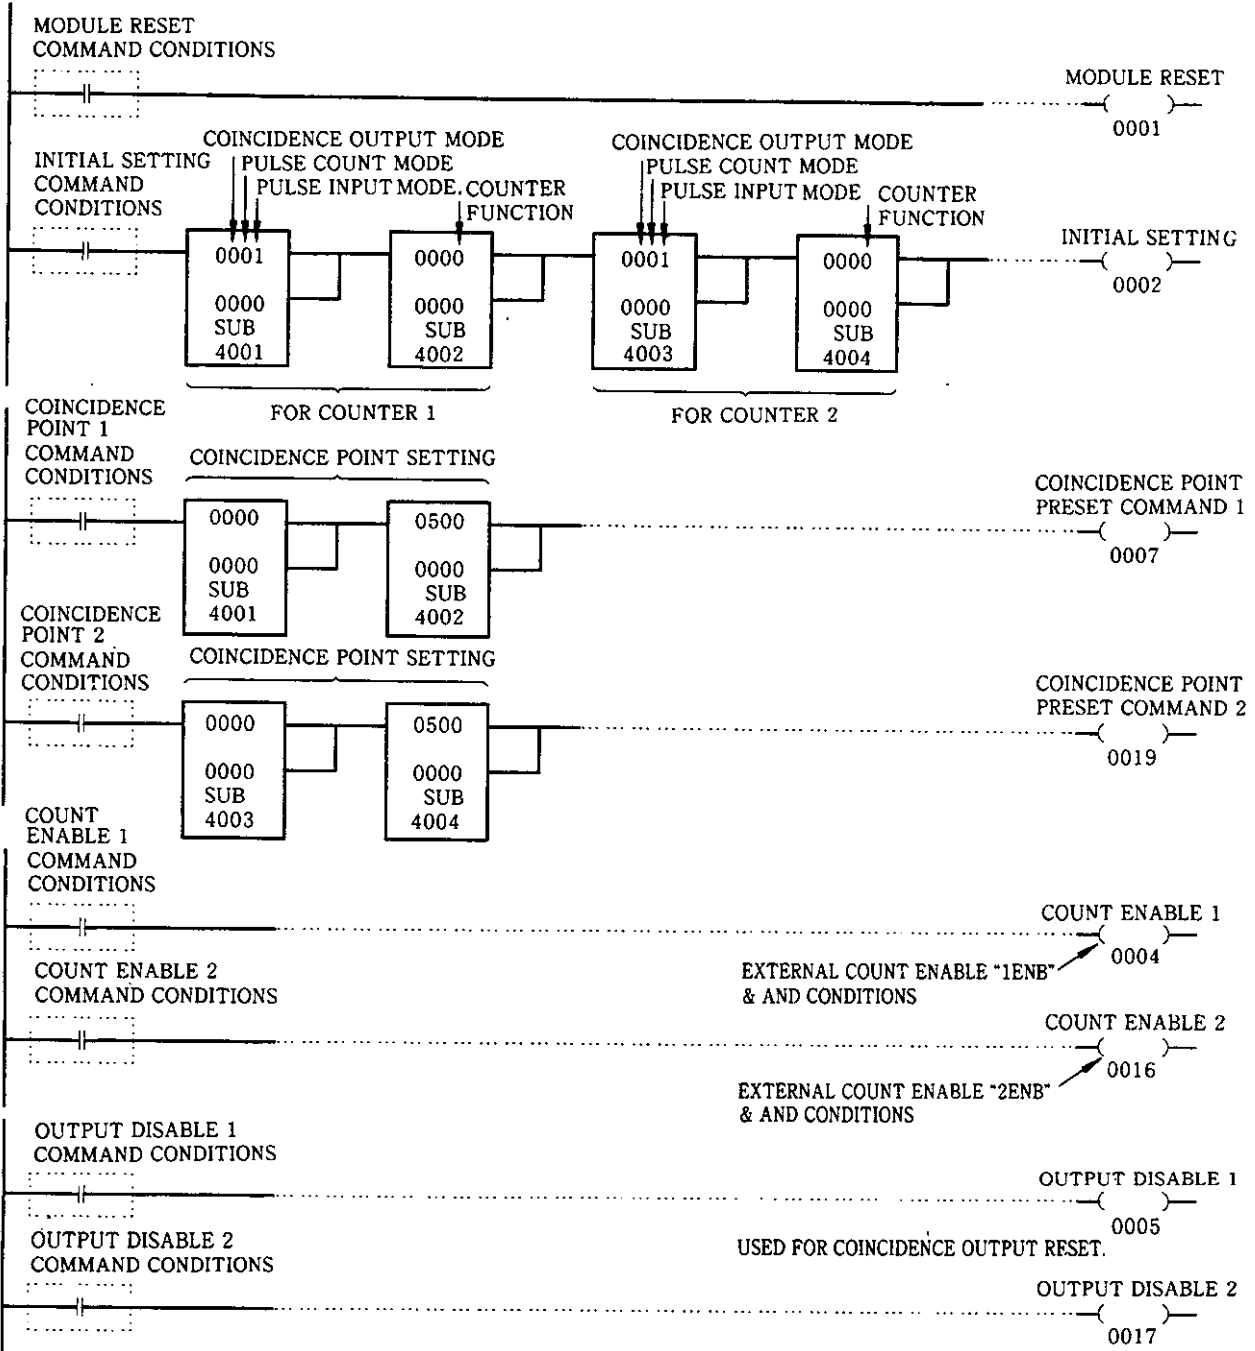 MODULE RESET
COMMAND CONDITIONS
MODULE RESET
0001
COINCIDENCE OUTPUT MODE
PULSE COUNT MODE
PULSE INPUT MODE.
COUNTER
FUNCTION
COINCIDENCE OUTPUT MODE
PULSE COUNT MODE
PULSE INPUT MODE
COUNTER
FUNCTION
INITIAL SETTING
COMMAND
CONDITIONS
0001
0000
SUB
4001
0000
0000
SUB
4002
0001
0000
SUB
4003
0000
0000
SUB
4004
INITIAL SETTING
0002
FOR COUNTER 1
FOR COUNTER 2
COINCIDENCE
POINT 1
COMMAND
CONDITIONS
COINCIDENCE POINT SETTING
0000
0000
SUB
4001
0500
0000
SUB
4002
COINCIDENCE POINT
PRESET COMMAND 1
0007
COINCIDENCE
POINT 2
COMMAND
CONDITIONS
COINCIDENCE POINT SETTING
0000
0000
SUB
4003
0500
0000
SUB
4004
COINCIDENCE POINT
PRESET COMMAND 2
0019
COUNT
ENABLE 1
COMMAND
CONDITIONS
COUNT ENABLE 1
0004
EXTERNAL COUNT ENABLE "1ENB"
& AND CONDITIONS
COUNT ENABLE 2
COMMAND CONDITIONS
COUNT ENABLE 2
0016
EXTERNAL COUNT ENABLE "2ENB"
& AND CONDITIONS
OUTPUT DISABLE 1
COMMAND CONDITIONS
OUTPUT DISABLE 1
0005
USED FOR COINCIDENCE OUTPUT RESET.
OUTPUT DISABLE 2
COMMAND CONDITIONS
OUTPUT DISABLE 2
0017